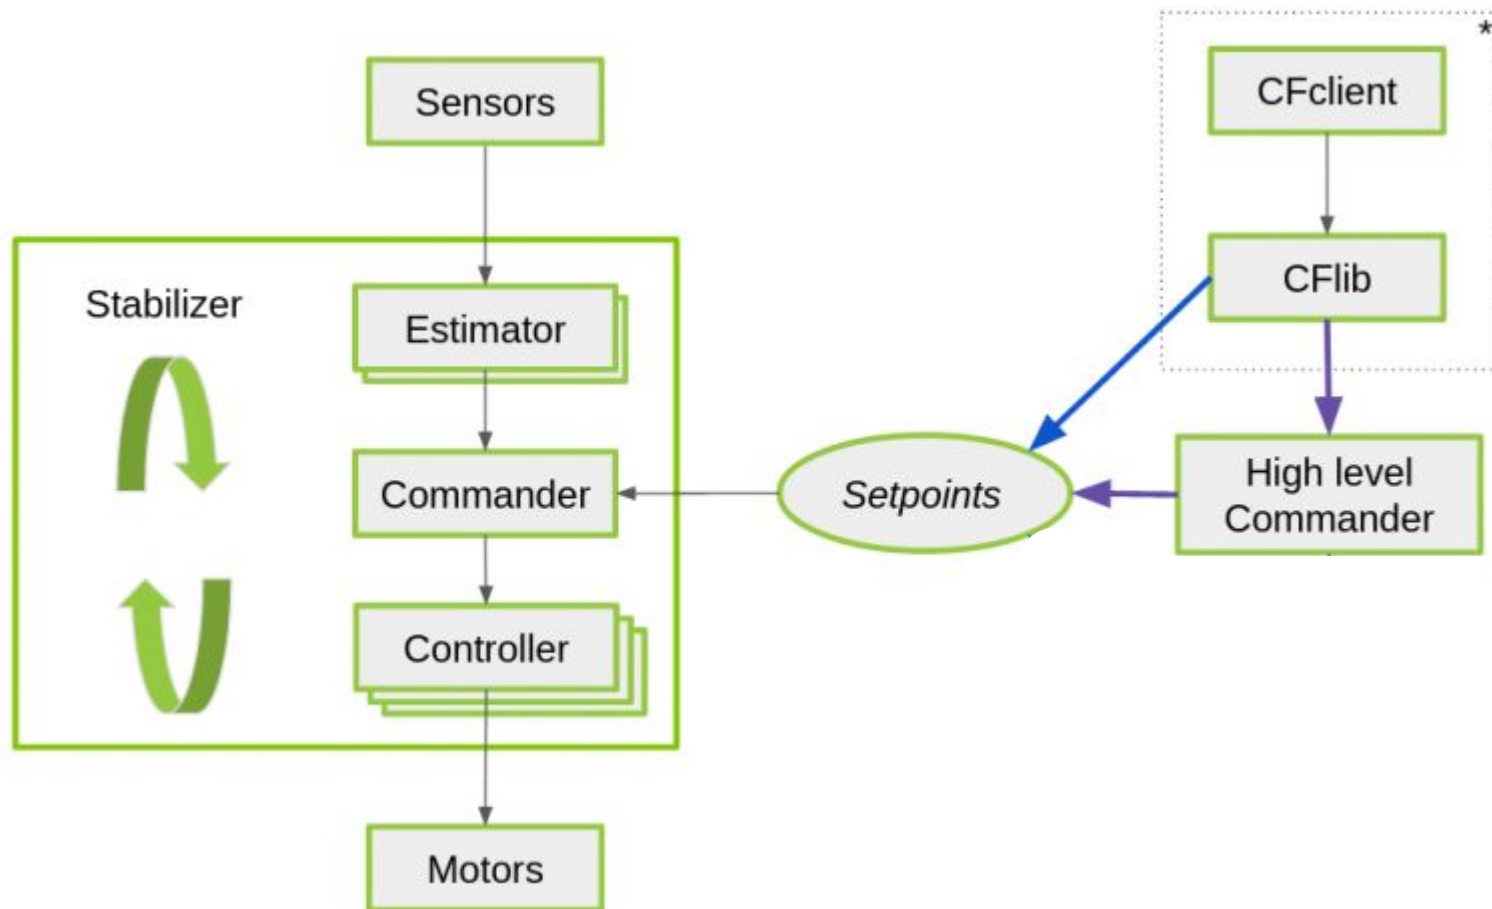 *
Sensors
CFclient
CFlib
Stabilizer
Estimator
Commander
Setpoints
High level
Commander
Controller
Motors